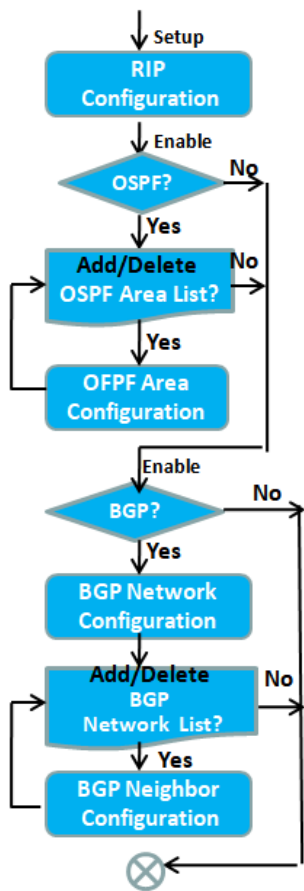 Setup
RIP
Configuration
Enable
OSPF?
No
Yes
Add/Delete
OSPF Area List?
No
Yes
OFPF Area
Configuration
Enable
BGP?
No
Yes
BGP Network
Configuration
Add/Delete
BGP
Network List?
No
Yes
BGP Neighbor
Configuration